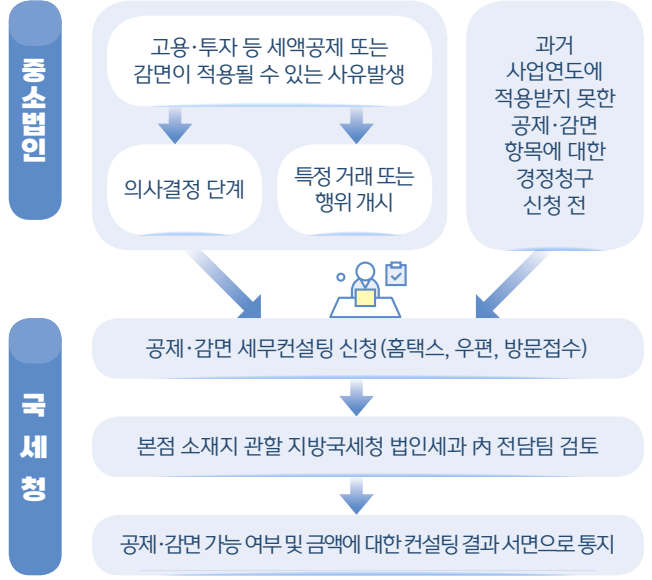 중소법인
고용·투자 등 세액공제 또는
감면이 적용될 수 있는 사유발생
의사결정 단계
특정 거래 또는
행위 개시
과거
사업연도에
적용받지 못한
공제·감면
항목에 대한
경정청구
신청 전
국세청
공제·감면 세무컨설팅 신청(홈택스, 우편, 방문접수)
본점 소재지 관할 지방국세청 법인세과 內 전담팀 검토
공제·감면 가능 여부 및 금액에 대한 컨설팅 결과 서면으로 통지